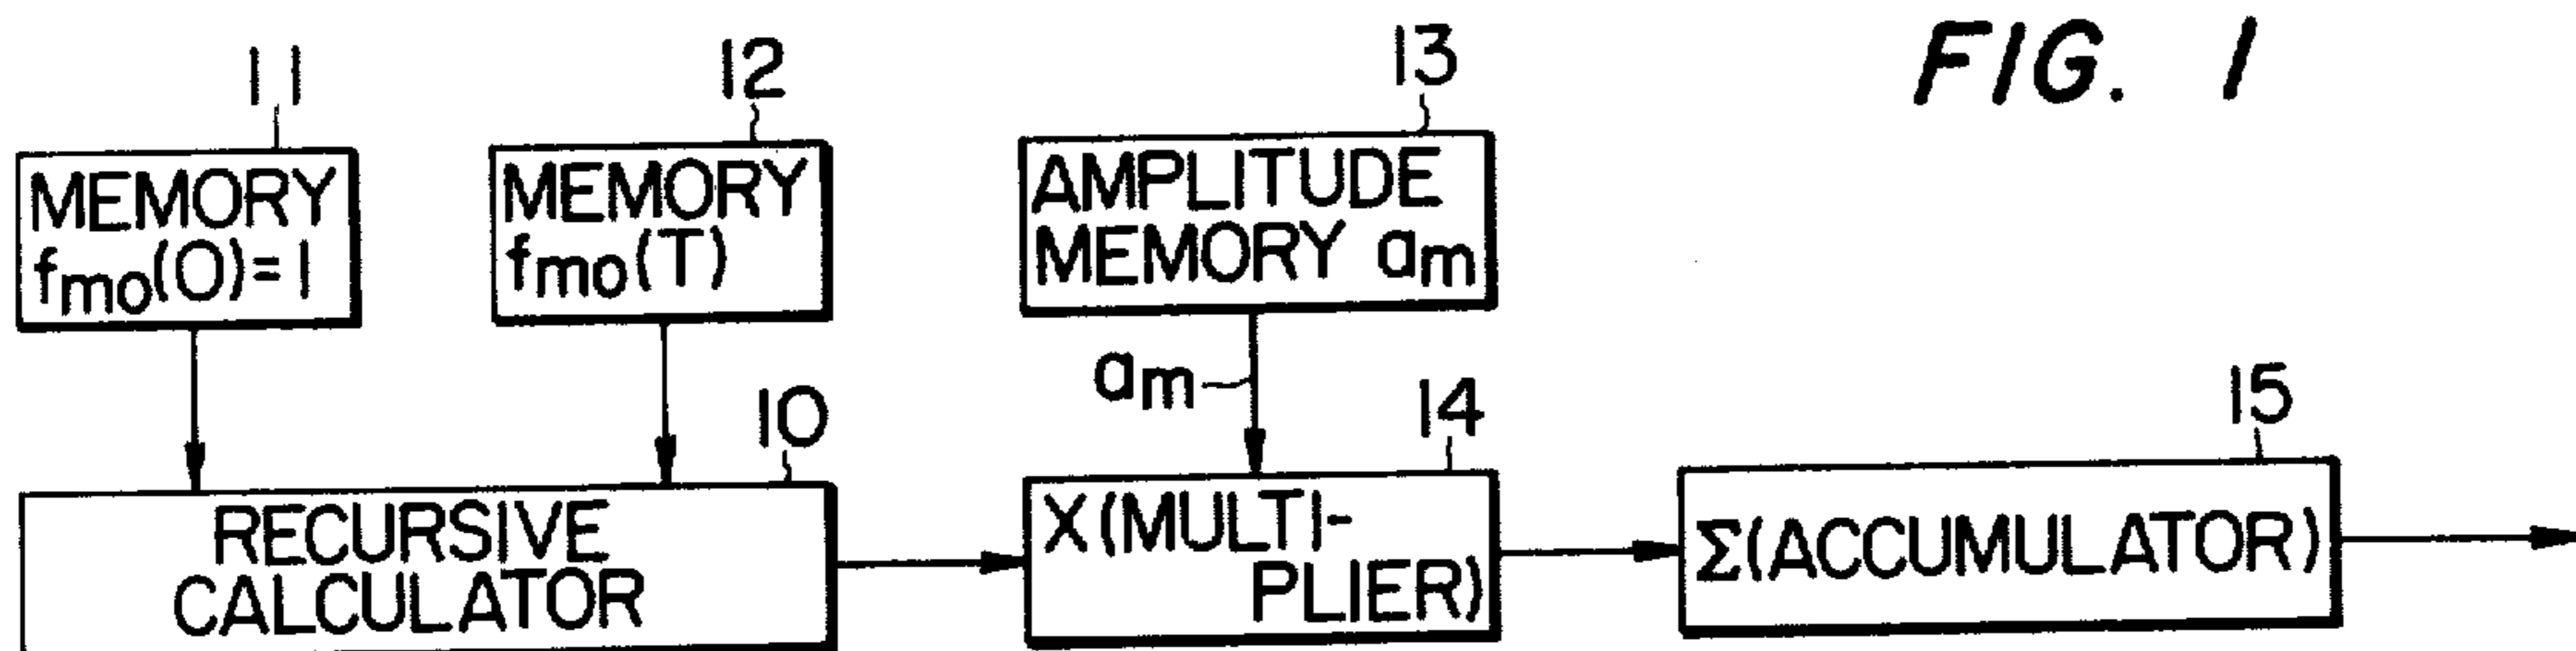 FIG. 1
11
12
13
MEMORY
fmo(O)=1
MEMORY
fmo(T)
AMPLITUDE
MEMORY am
am
10
14
15
RECURSIVE
CALCULATOR
X(MULTI-
PLIER)
Σ(ACCUMULATOR)